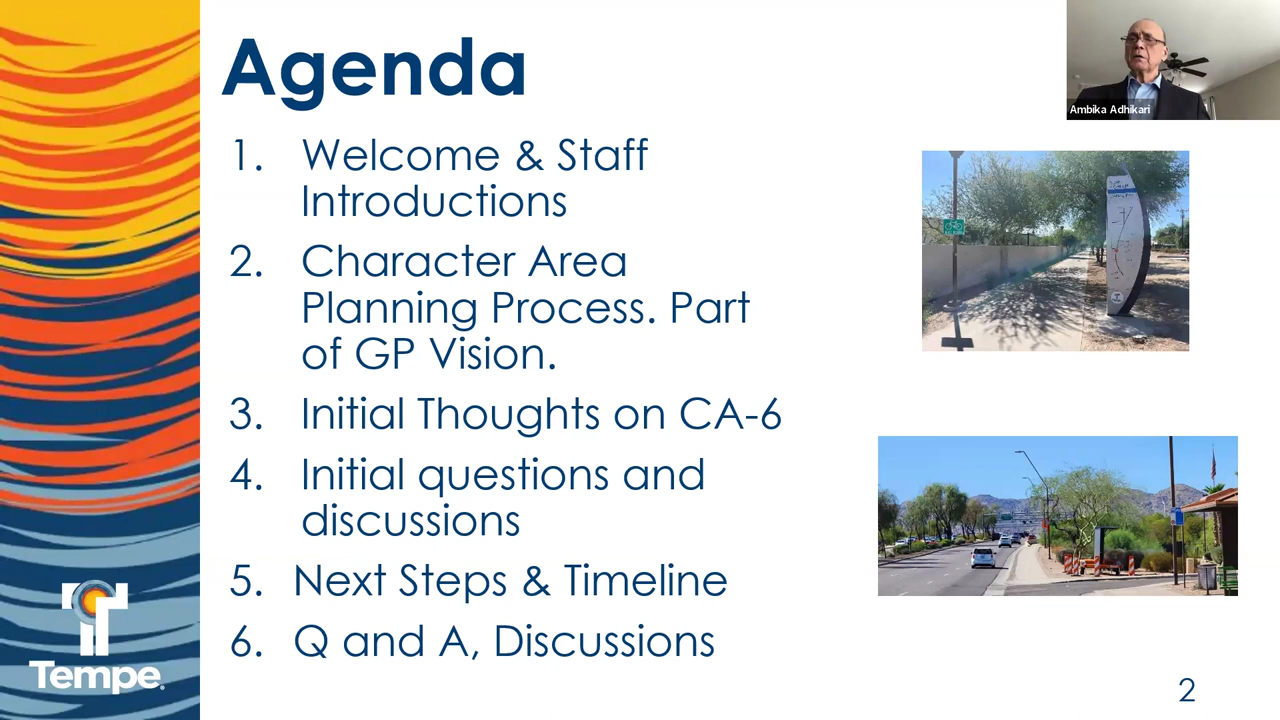 Agenda
Ambika Adhikari
1. Welcome & Staff
Introductions
2. Character Area
Planning Process. Part
of GP Vision.
3. Initial Thoughts on CA-6
4. Initial questions and
discussions
5. Next Steps & Timeline
6. Q and A, Discussions
Tempe
2